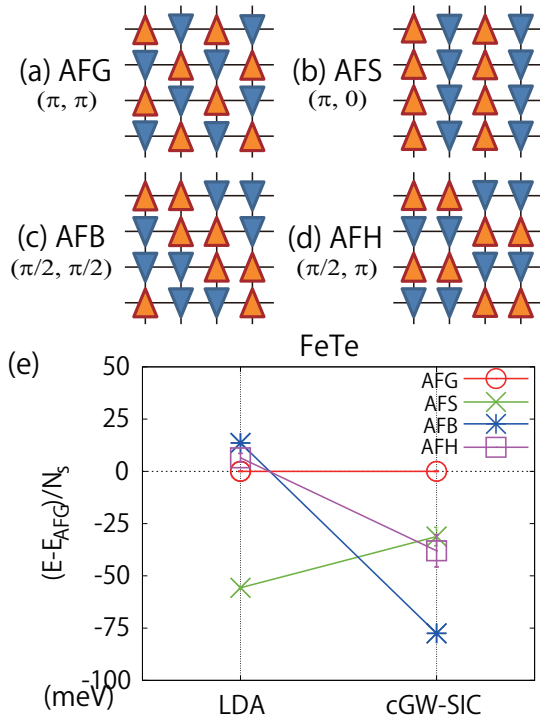 (a) AFG
(π, π)
(b) AFS
(π, 0)
(c) AFB
(π/2, π/2)
(d) AFH
(π/2, π)
(e)
FeTe
AFG
AFS
AFB
AFH
(E-E_AFG)/N_s
50
25
0
-25
-50
-75
-100
(meV)
LDA
cGW-SIC